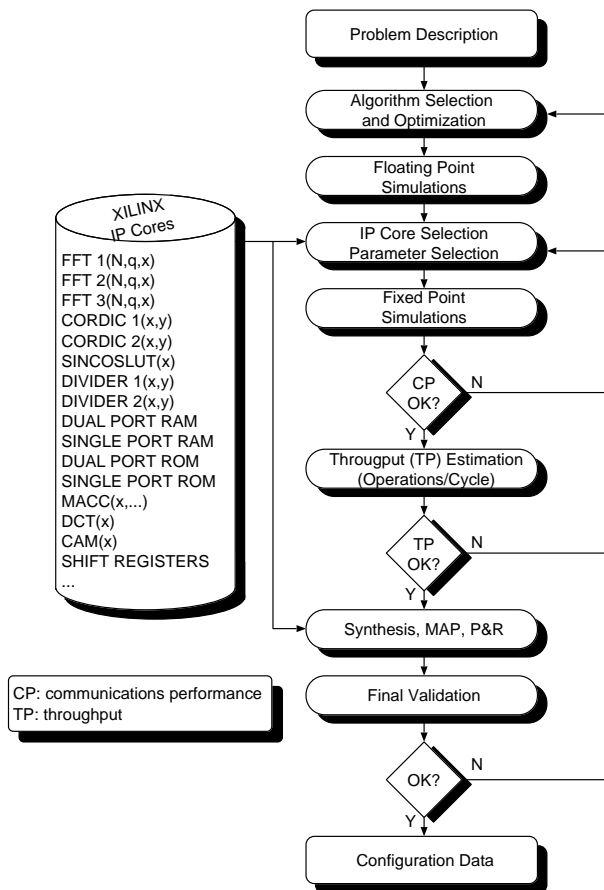 Problem Description
Algorithm Selection
and Optimization
Floating Point
Simulations
XILINX
IP Cores
FFT 1(N,q,x)
FFT 2(N,q,x)
FFT 3(N,q,x)
CORDIC 1(x,y)
CORDIC 2(x,y)
SINCOSLUT(x)
DIVIDER 1(x,y)
DIVIDER 2(x,y)
DUAL PORT RAM
SINGLE PORT RAM
DUAL PORT ROM
SINGLE PORT ROM
MACC(x,...)
DCT(x)
CAM(x)
SHIFT REGISTERS
...
IP Core Selection
Parameter Selection
Fixed Point
Simulations
CP
OK?
N
Y
Througput (TP) Estimation
(Operations/Cycle)
TP
OK?
N
Y
Synthesis, MAP, P&R
CP: communications performance
TP: throughput
Final Validation
OK?
N
Y
Configuration Data